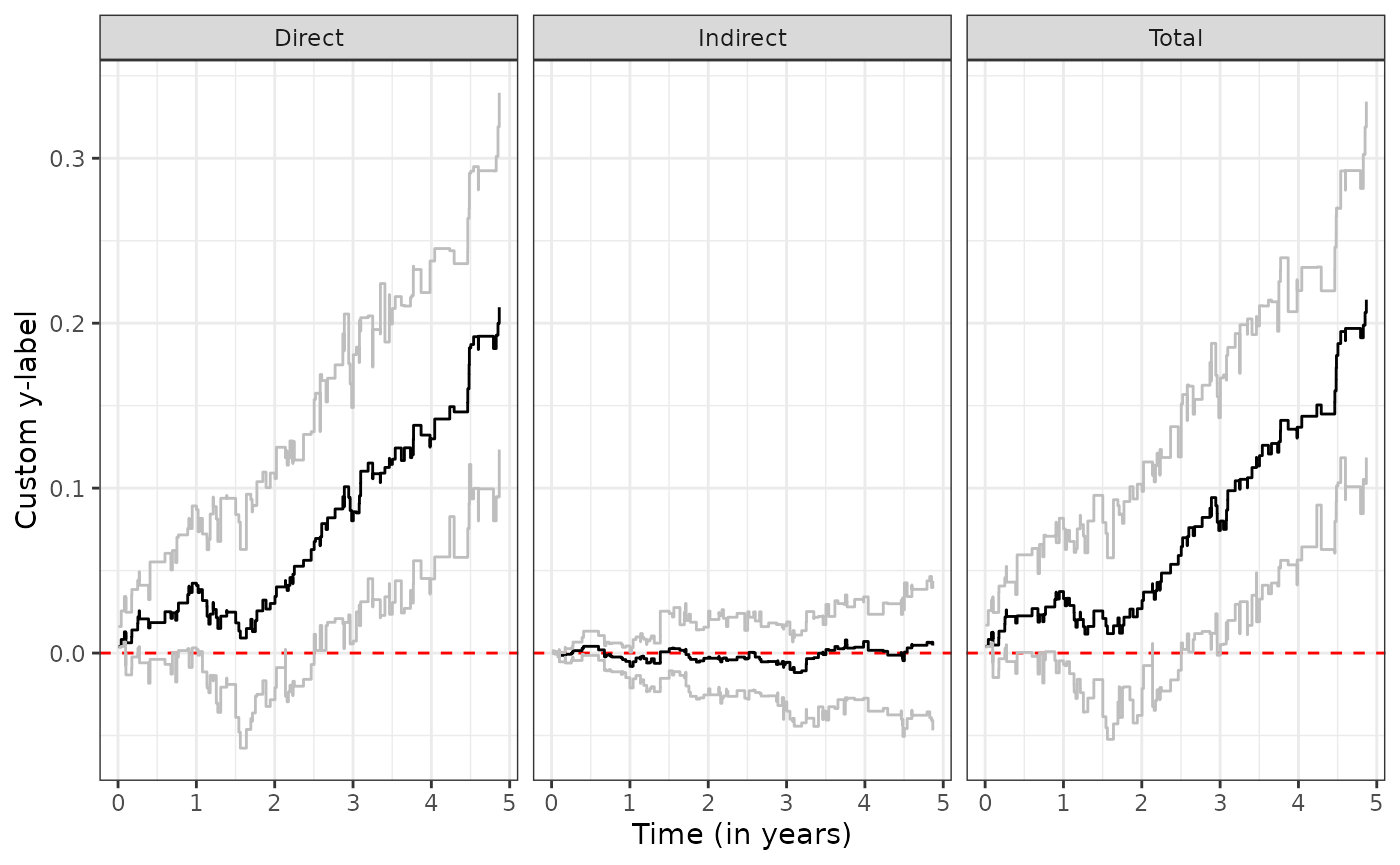 Direct Indirect Total
Custom y-label
0.3
0.2
0.1
0.0
0 1 2 3 4 5 0 1 2 3 4 5 0 1 2 3 4 5
Time (in years)